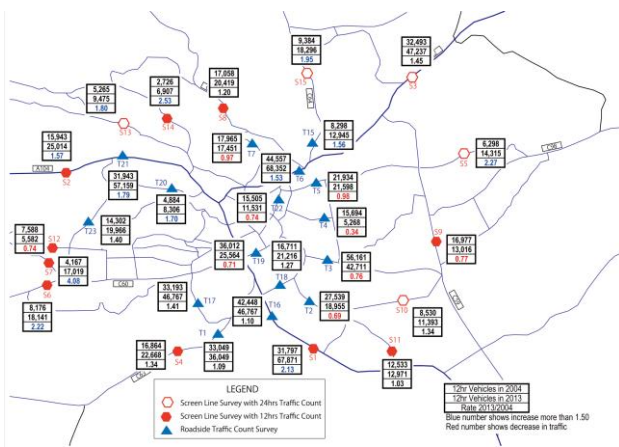 9,384
18,296
1.95
S15
32,493
47,237
1.45
S3
17,058
20,419
1.20
S8
2,726
6,907
2.53
S14
5,265
9,475
1.80
S13
C64
17,965
17,451
0.97
T7
T15
8,298
12,945
1.56
15,943
25,014
1.57
A104
S2
T21
6,298
14,315
2.27
S5
C98
44,557
68,352
1.53
T6
T5
21,934
21,598
0.98
31,943
57,159
1.79
T20
4,884
8,306
1.70
15,505
11,531
0.74
T22
15,694
5,268
0.34
T4
14,302
19,966
1.40
T23
7,588
5,582
0.74
S12
S7
S6
4,167
17,019
4.08
C60
36,012
25,564
0.71
T19
16,711
21,216
1.27
T3
56,161
42,711
0.76
S9
16,977
13,016
0.77
T18
8,176
18,141
2.22
33,193
46,767
1.41
T17
42,448
46,767
1.10
T16
T2
27,539
18,955
0.69
S10
8,530
11,393
1.34
T1
33,049
36,049
1.09
16,864
22,668
1.34
S4
31,797
67,871
2.13
S1
S11
12,533
12,971
1.03
LEGEND
Screen Line Survey with 24hrs Traffic Count
Screen Line Survey with 12hrs Traffic Count
Roadside Traffic Count Survey
12hr Vehicles in 2004
12hr Vehicles in 2013
Rate 2013/2004
Blue number shows increase more than 1.50
Red number shows decrease in traffic